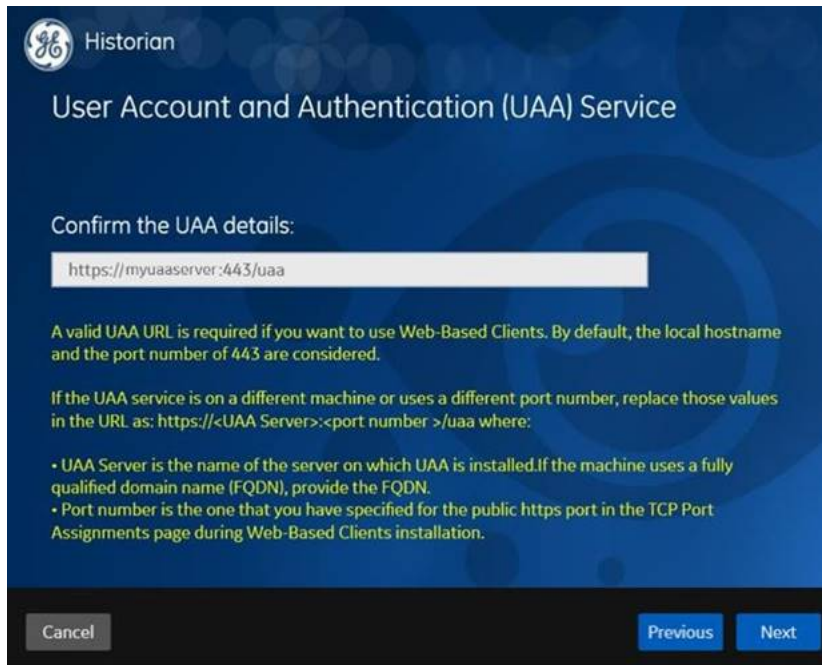 Historian
User Account and Authentication (UAA) Service
Confirm the UAA details:
https://myuaaserver:443/uaa
A valid UAA URL is required if you want to use Web-Based Clients. By default, the local hostname
and the port number of 443 are considered.
If the UAA service is on a different machine or uses a different port number, replace those values
in the URL as: https://<UAA Server>:<port number >/uaa where:
• UAA Server is the name of the server on which UAA is installed.If the machine uses a fully
qualified domain name (FQDN), provide the FQDN.
• Port number is the one that you have specified for the public https port in the TCP Port
Assignments page during Web-Based Clients installation.
Cancel Previous Next